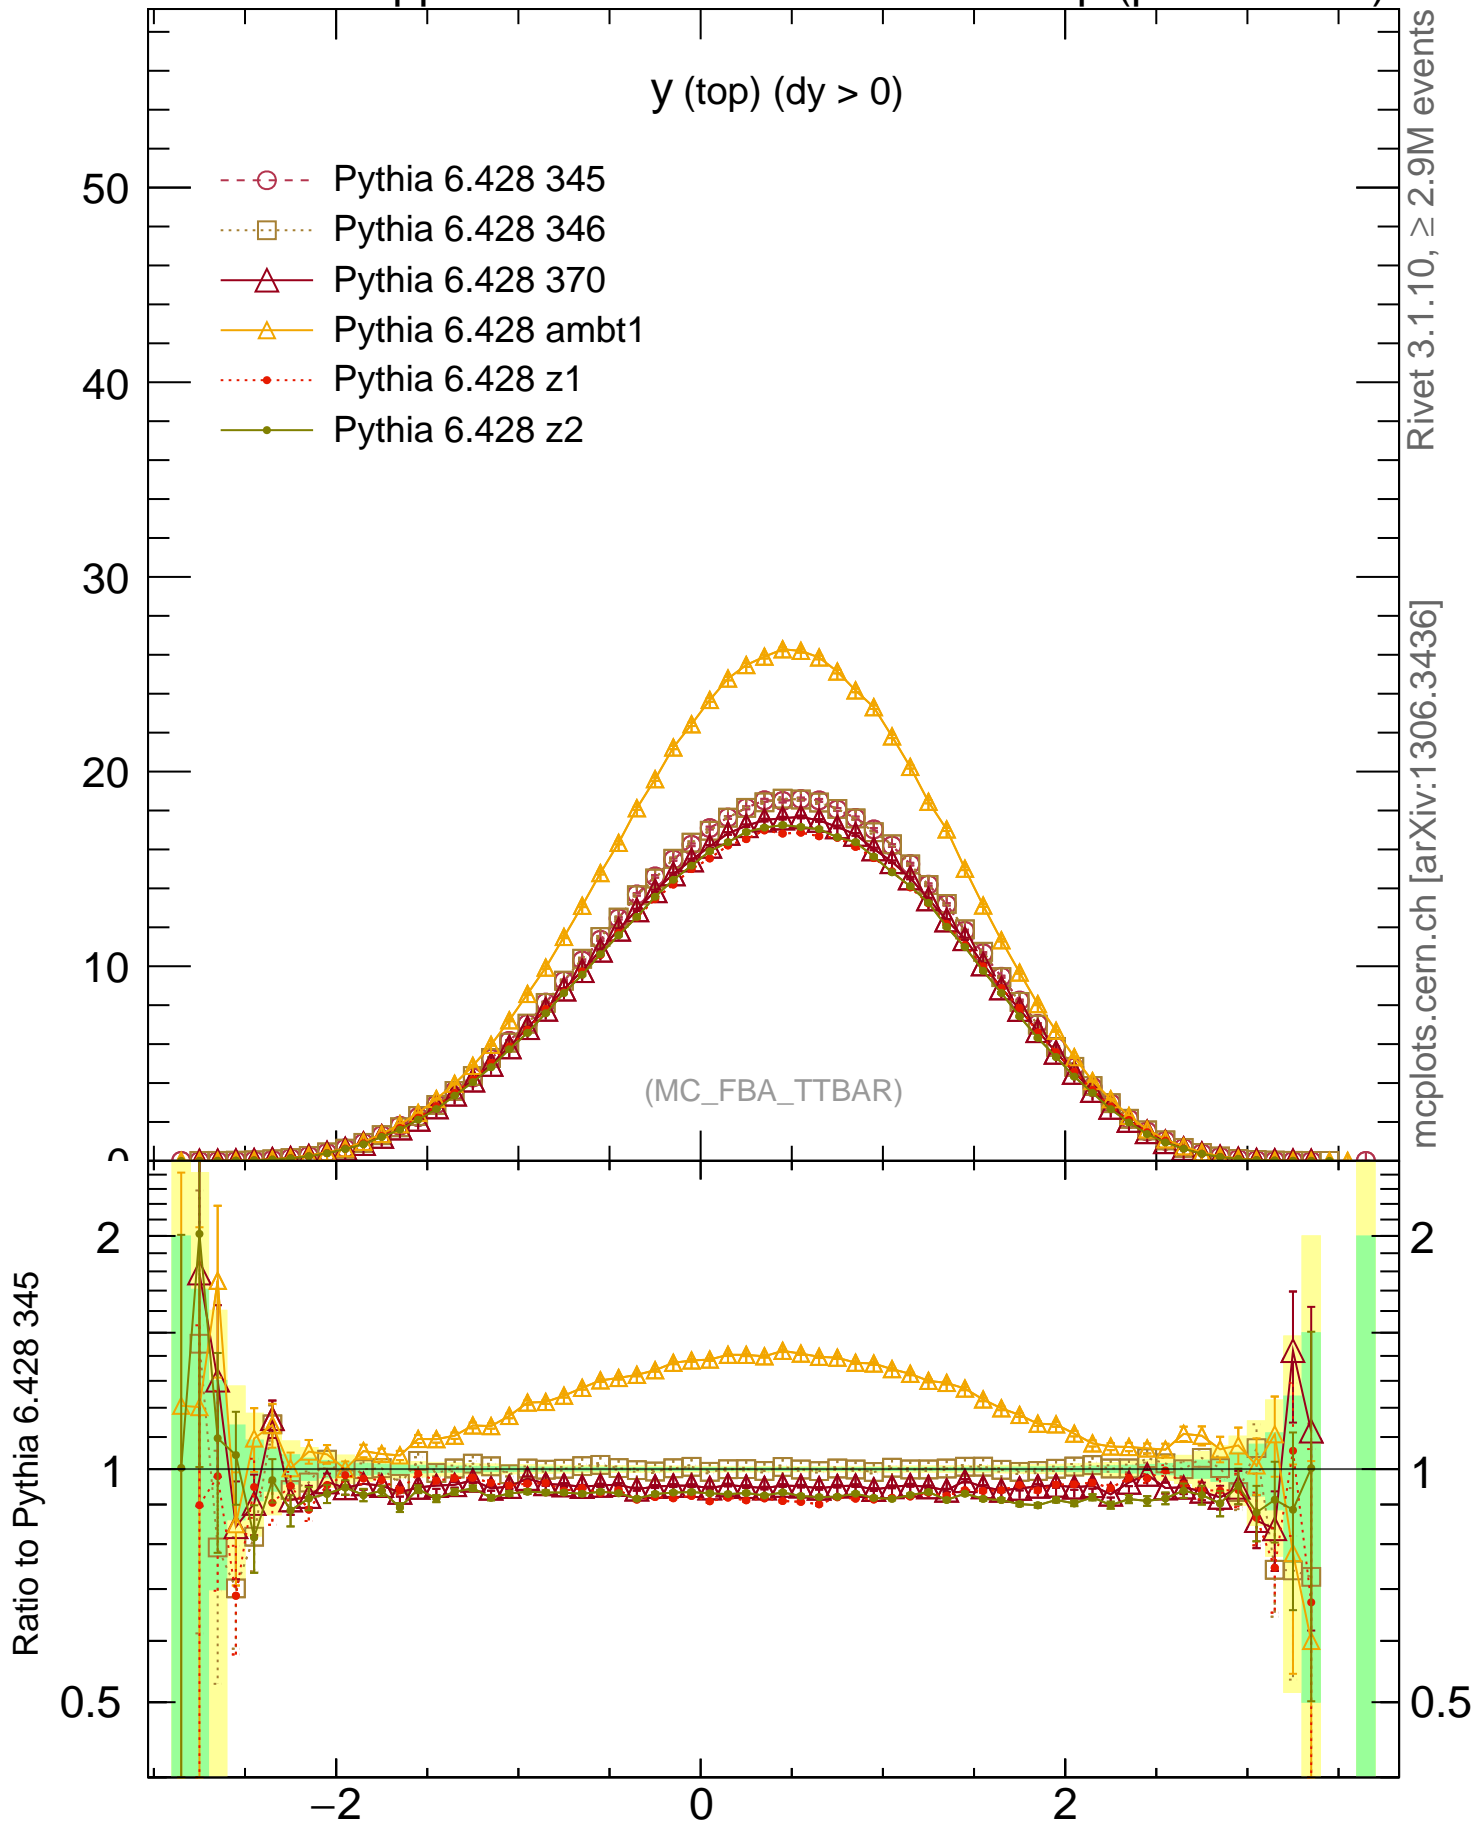 y (top) (dy > 0)
50
40
30
20
10
0
Pythia 6.428 345
Pythia 6.428 346
Pythia 6.428 370
Pythia 6.428 ambt1
Pythia 6.428 z1
Pythia 6.428 z2
(MC_FBA_TTBAR)
Rivet 3.1.10, ≥ 2.9M events
mcplots.cern.ch [arXiv:1306.3436]
Ratio to Pythia 6.428 345
2
1
0.5
2
1
0.5
−2
0
2